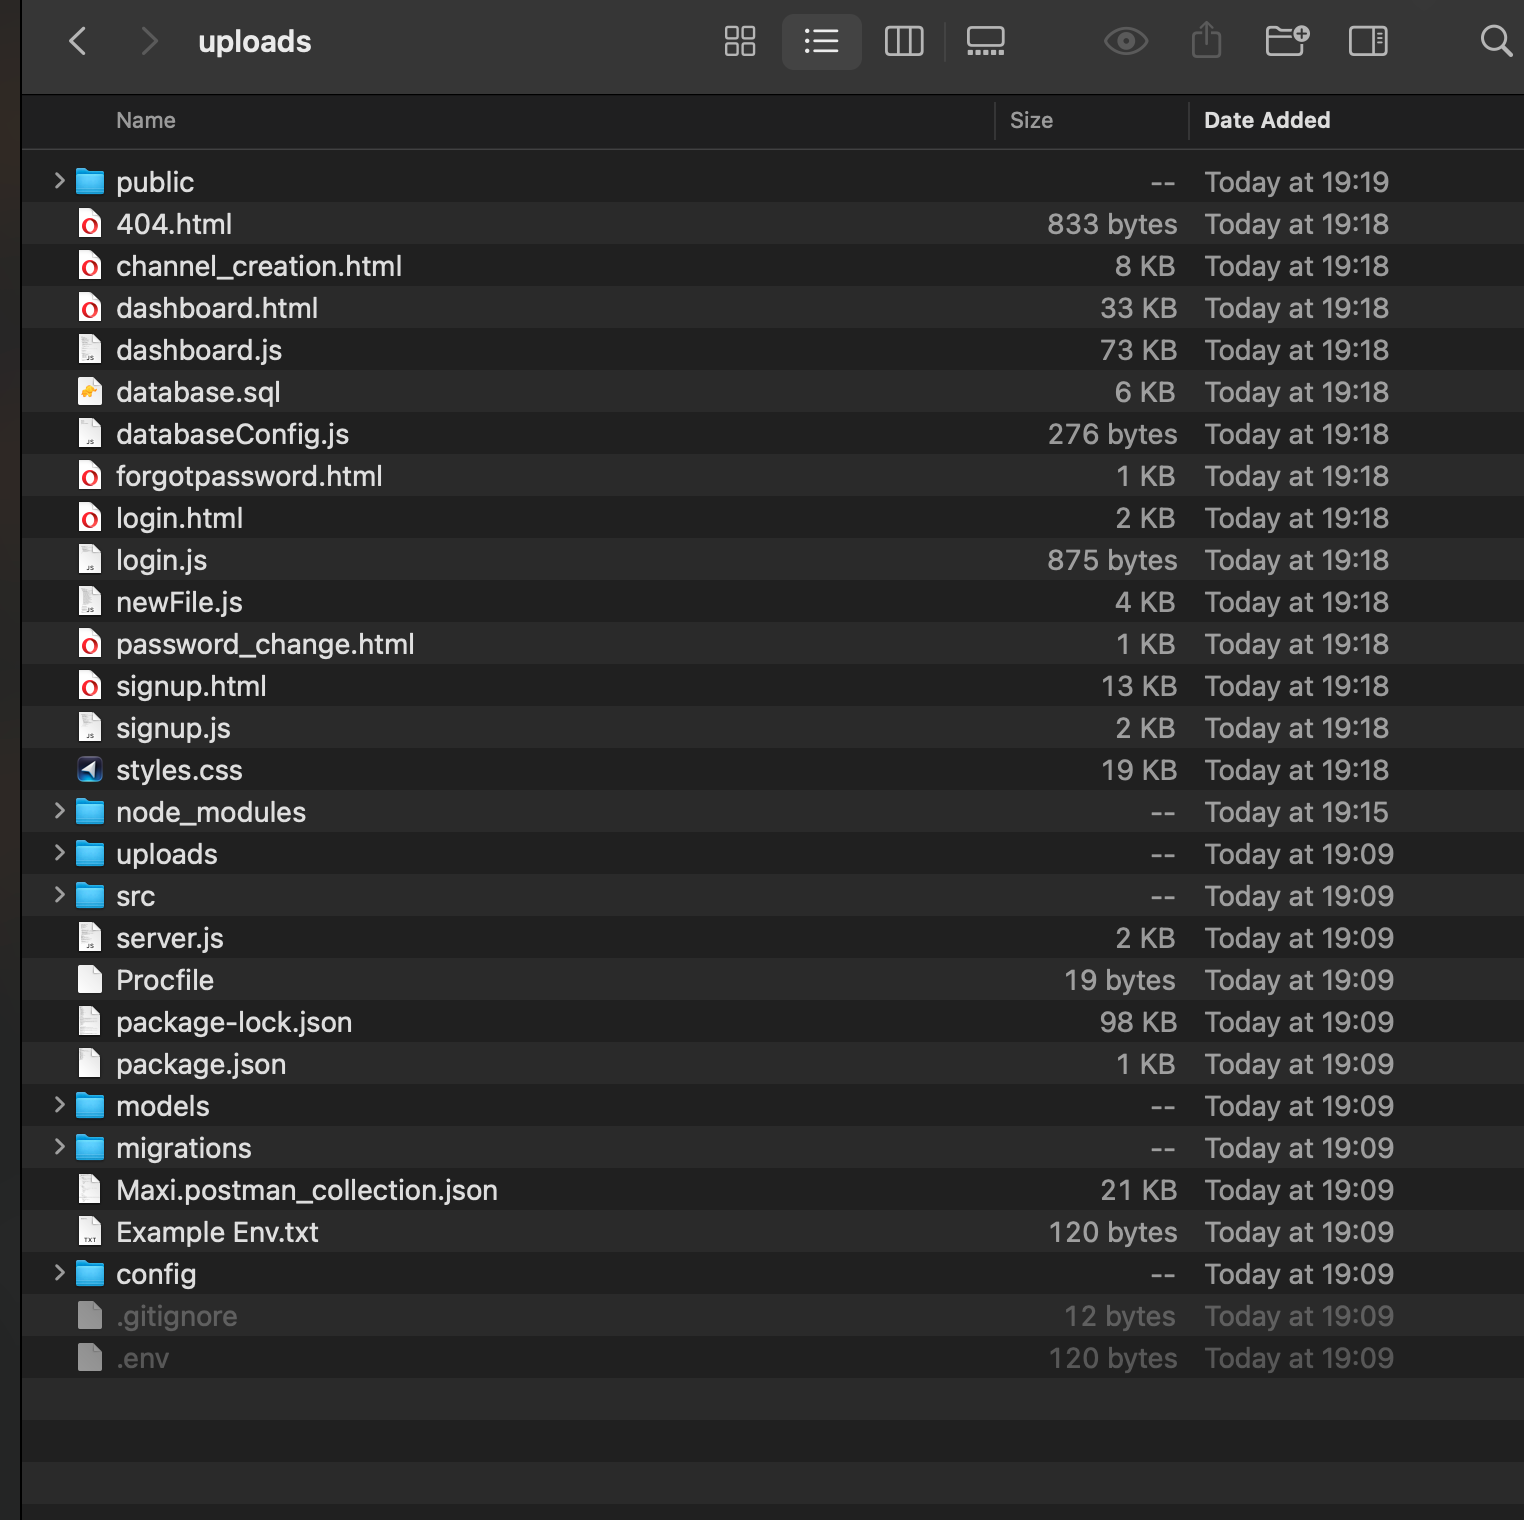 uploads
Name Size Date Added
public -- Today at 19:19
404.html 833 bytes Today at 19:18
channel_creation.html 8 KB Today at 19:18
dashboard.html 33 KB Today at 19:18
dashboard.js 73 KB Today at 19:18
database.sql 6 KB Today at 19:18
databaseConfig.js 276 bytes Today at 19:18
forgotpassword.html 1 KB Today at 19:18
login.html 2 KB Today at 19:18
login.js 875 bytes Today at 19:18
newFile.js 4 KB Today at 19:18
password_change.html 1 KB Today at 19:18
signup.html 13 KB Today at 19:18
signup.js 2 KB Today at 19:18
styles.css 19 KB Today at 19:18
node_modules -- Today at 19:15
uploads -- Today at 19:09
src -- Today at 19:09
server.js 2 KB Today at 19:09
Procfile 19 bytes Today at 19:09
package-lock.json 98 KB Today at 19:09
package.json 1 KB Today at 19:09
models -- Today at 19:09
migrations -- Today at 19:09
Maxi.postman_collection.json 21 KB Today at 19:09
Example Env.txt 120 bytes Today at 19:09
config -- Today at 19:09
.gitignore 12 bytes Today at 19:09
.env 120 bytes Today at 19:09